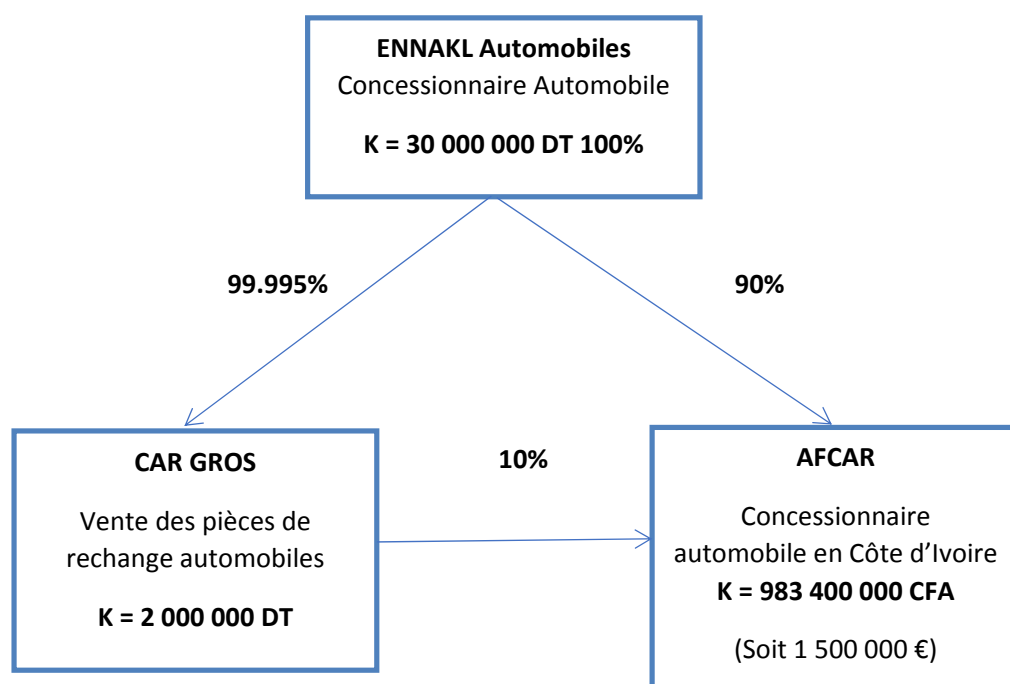 ENNAKL Automobiles
Concessionnaire Automobile
K = 30 000 000 DT 100%
99.995%
90%
CAR GROS
Vente des pièces de
rechange automobiles
K = 2 000 000 DT
10%
AFCAR
Concessionnaire
automobile en Côte d’Ivoire
K = 983 400 000 CFA
(Soit 1 500 000 €)